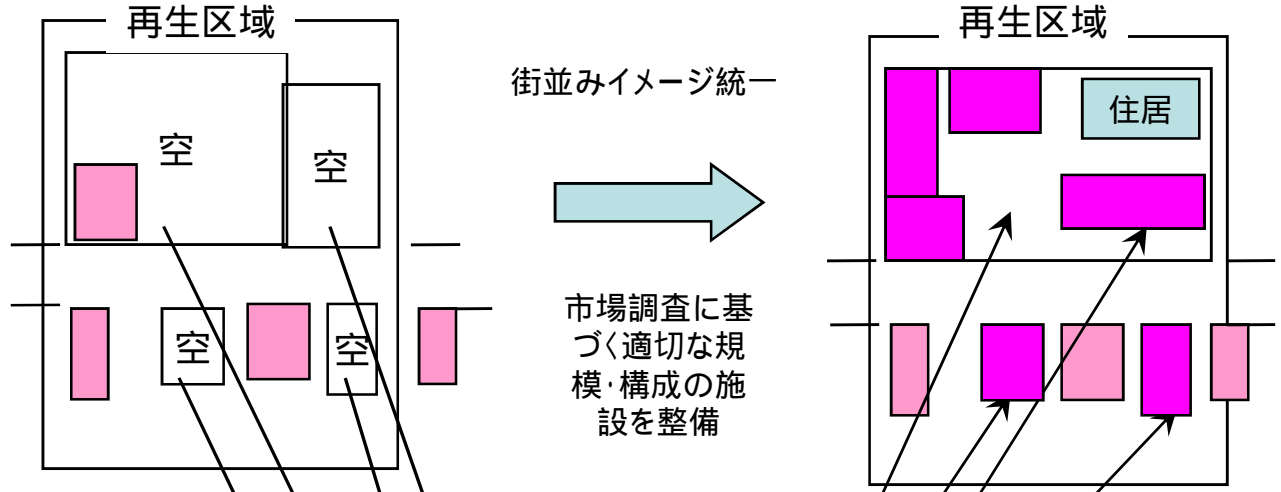 再生区域
空
空
空
空
街並みイメージ統一
市場調査に基
づく適切な規
模・構成の施
設を整備
再生区域
住居